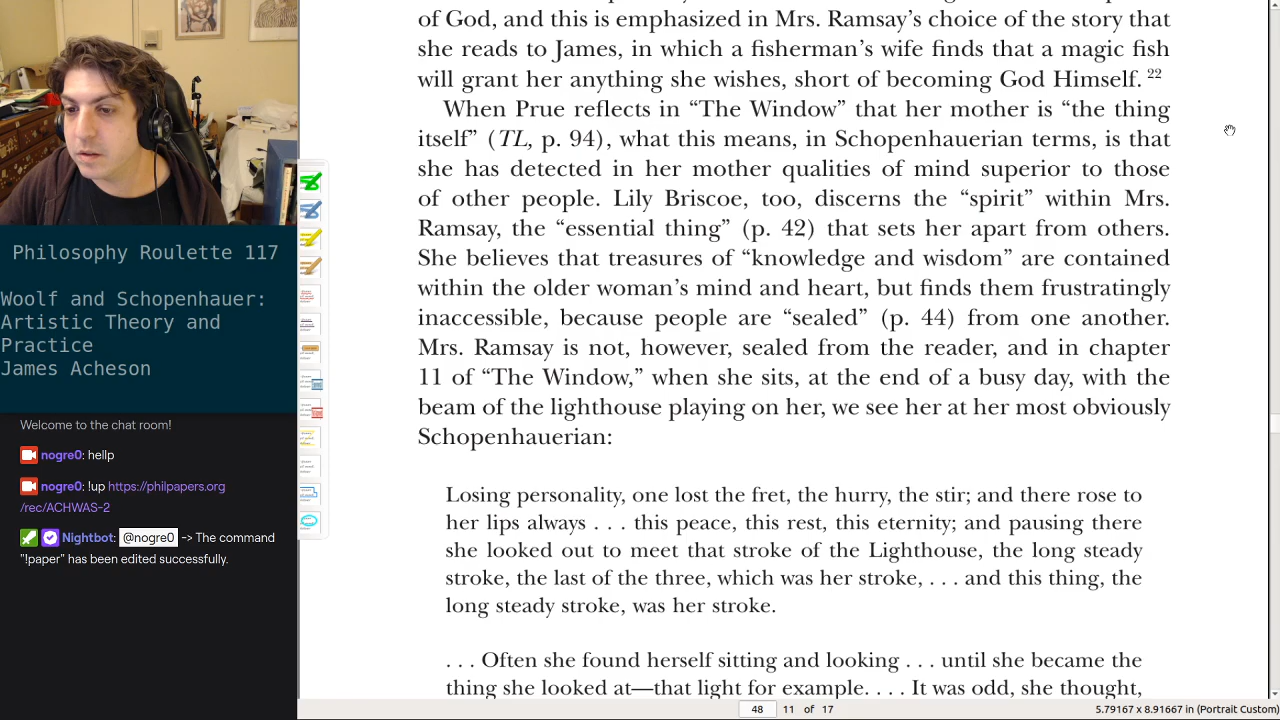 of God, and this is emphasized in Mrs. Ramsay's choice of the story that
she reads to James, in which a fisherman's wife finds that a magic fish
will grant her anything she wishes, short of becoming God Himself. 22
When Prue reflects in "The Window" that her mother is "the thing
itself" (TL, p. 94), what this means, in Schopenhauerian terms, is that
she has detected in her mother qualities of mind superior to those
of other people. Lily Briscoe, too, discerns the "spirit" within Mrs.
Ramsay, the "essential thing" (p. 42) that sets her apart from others.
She believes that treasures of "knowledge and wisdom" are contained
within the older woman's mind and heart, but finds them frustratingly
inaccessible, because people are "sealed" (p. 44) from one another.
Mrs. Ramsay is not, however, sealed from the reader, and in chapter
11 of "The Window," when she sits, at the end of a busy day, with the
beam of the lighthouse playing on her, we see her at her most
Schopenhauerian:
Losing personality, one lost the fret, the hurry, the stir; and there rose to
her lips always . . . this peace, this rest, this eternity; and pausing there
she looked out to meet that stroke of the Lighthouse, the long steady
stroke, the last of the three, which was her stroke, . . . and this thing, the
long steady stroke, was her stroke.
. . . Often she found herself sitting and looking . . . until she became the
thing she looked at—that light for example. . . . It was odd, she thought,
Philosophy Roulette 117
Woolf and Schopenhauer:
Artistic Theory and
Practice
James Acheson
Welcome to the chat room!
nogre0: hellp
nogre0: !up https://philpapers.org
/rec/ACHWAS-2
Nightbot: @nogre0 -> The command
"!paper" has been edited successfully.
48 11 of 17
5.79167 x 8.91667 in (Portrait Custom)